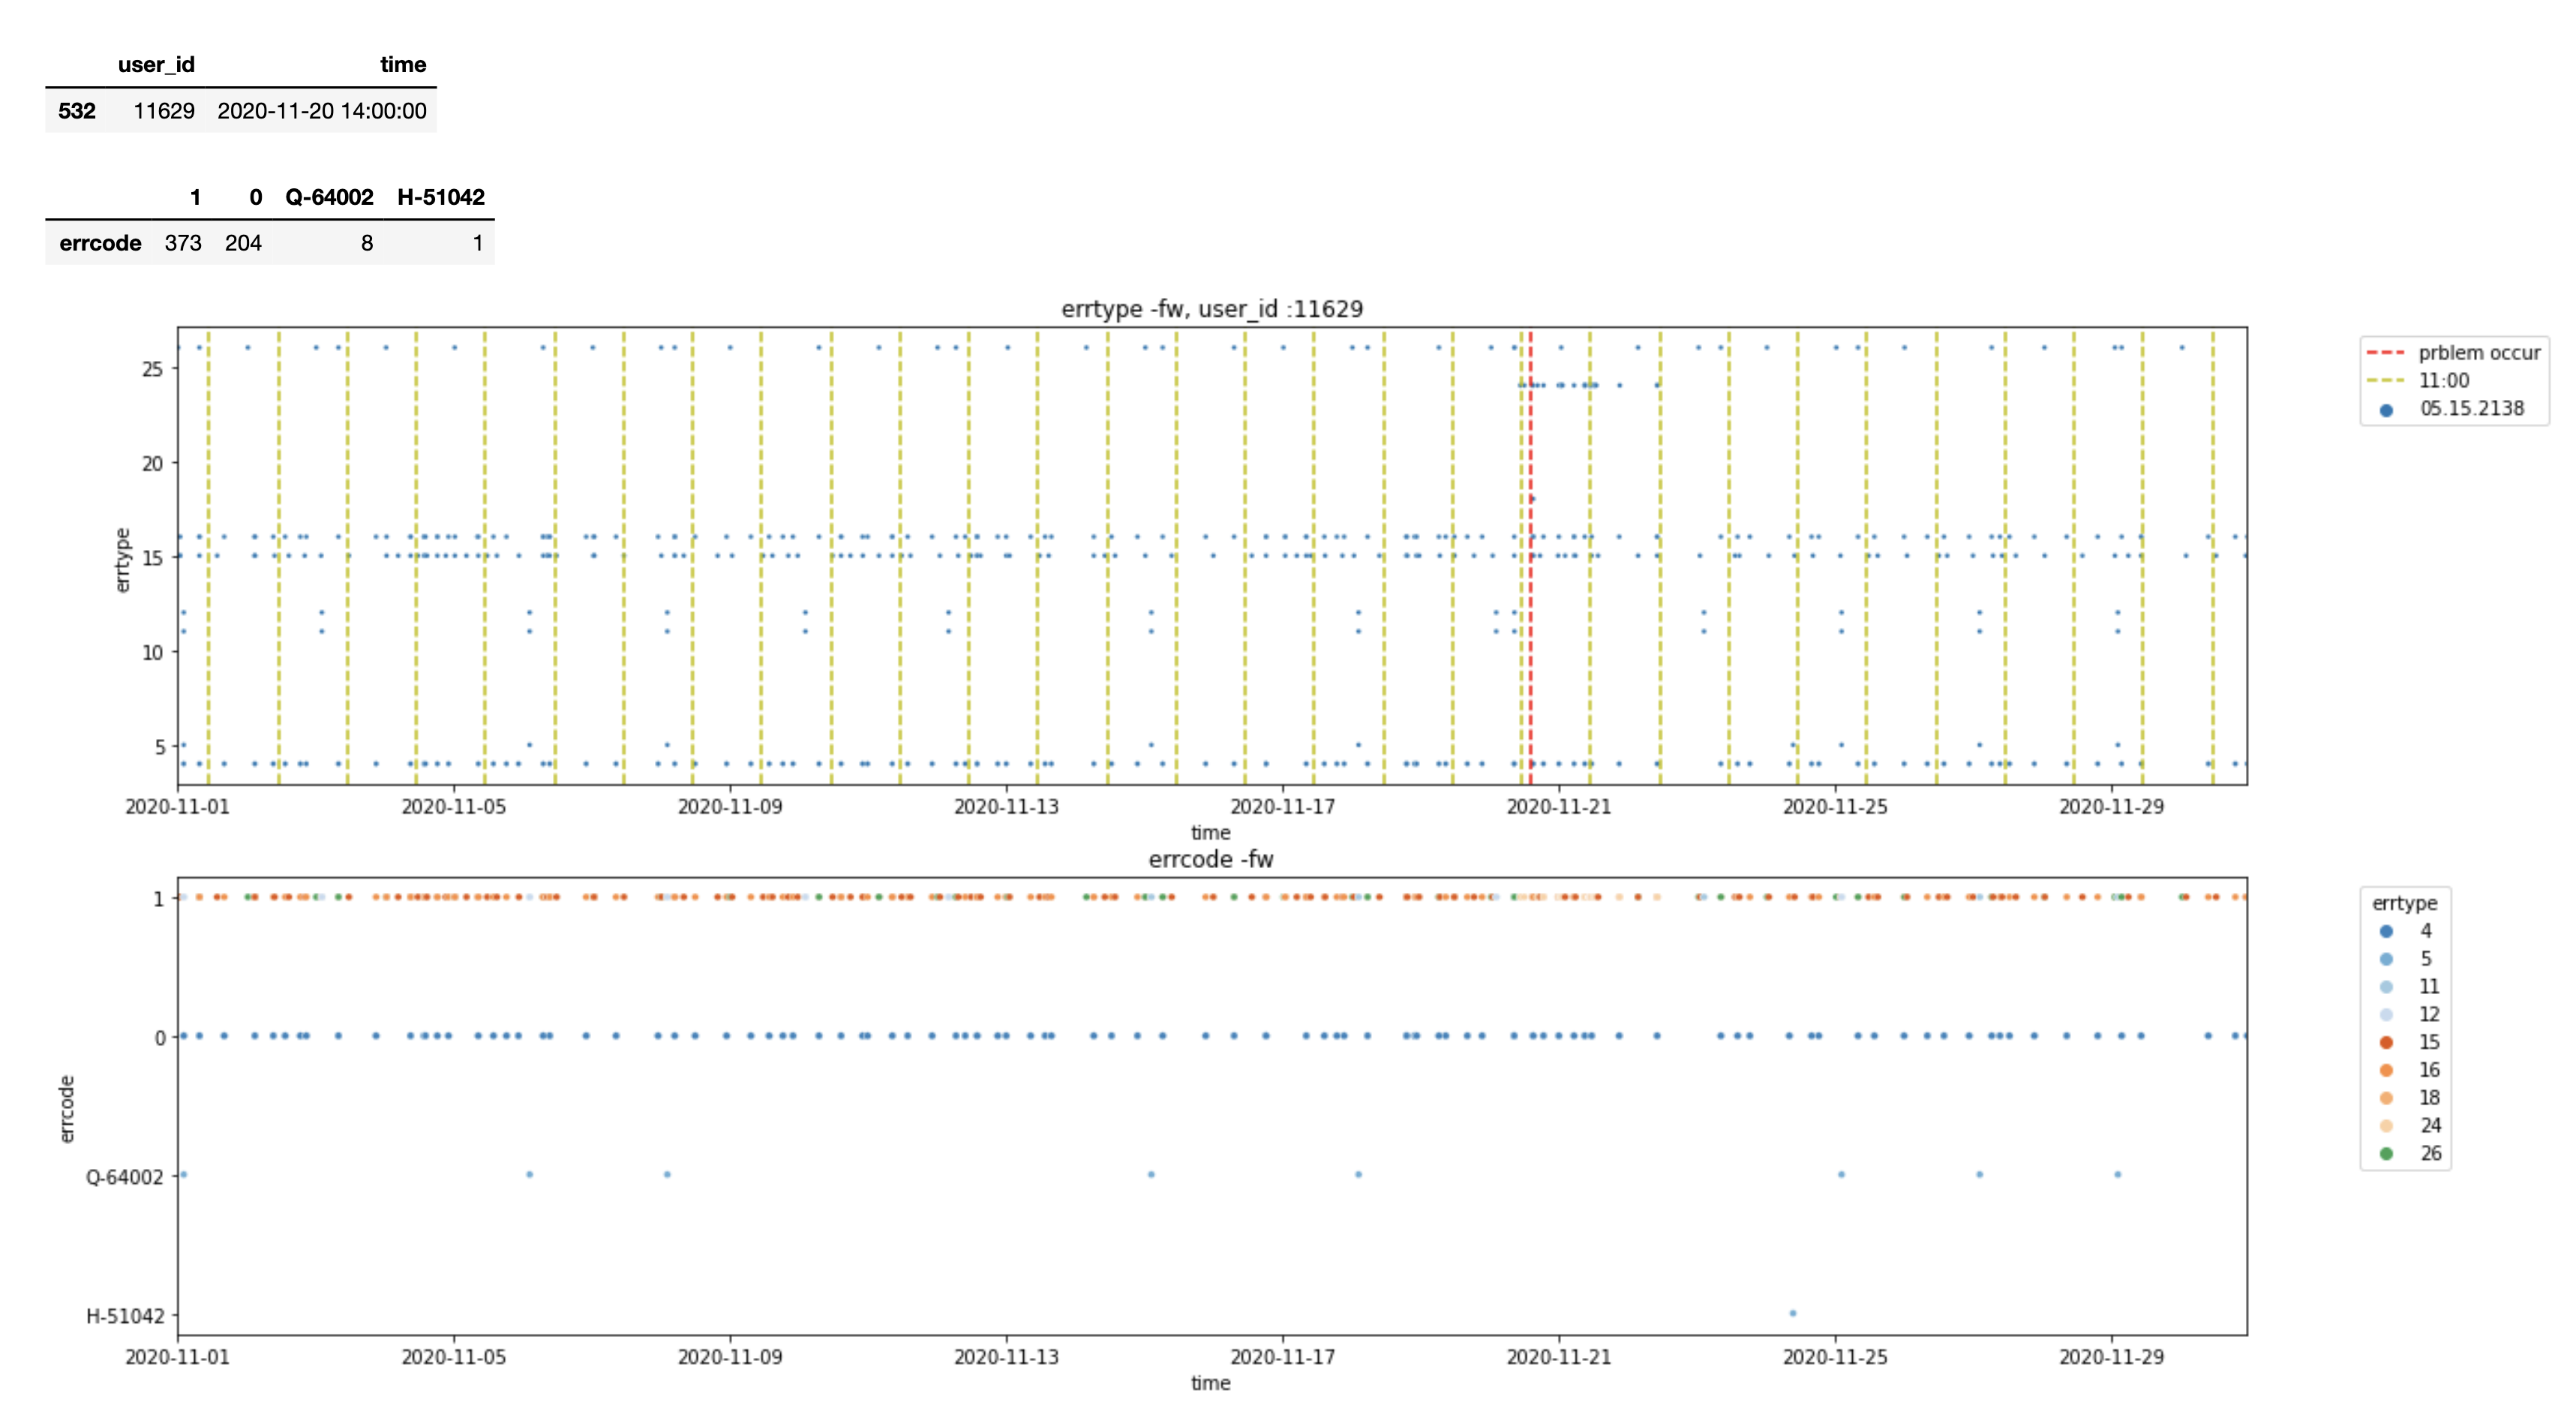 user_id time
532 11629 2020-11-20 14:00:00
1 0 Q-64002 H-51042
errcode 373 204 8 1
errtype -fw, user_id :11629
25
20
15
10
5
errtype
2020-11-01 2020-11-05 2020-11-09 2020-11-13 2020-11-17 2020-11-21 2020-11-25 2020-11-29
time
prblem occur
11:00
05.15.2138
errcode -fw
1
0
Q-64002
H-51042
errcode
2020-11-01 2020-11-05 2020-11-09 2020-11-13 2020-11-17 2020-11-21 2020-11-25 2020-11-29
time
errtype
4
5
11
12
15
16
18
24
26